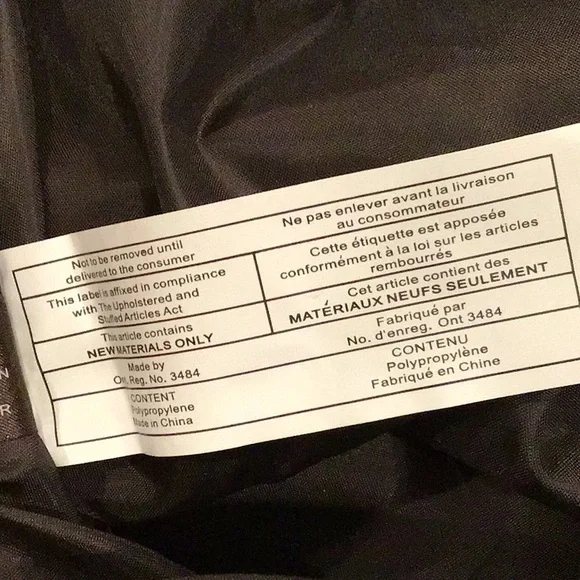 Not to be removed until
delivered to the consumer
This label is affixed in compliance
with The Upholstered and
Stuffed Articles Act
This article contains
NEW MATERIALS ONLY
Made by
Ont. Reg. No. 3484
CONTENT
Polypropylene
Made in China
Ne pas enlever avant la livraison
au consommateur
Cette étiquette est apposée
conformément à la loi sur les articles
rembourrés
Cet article contient des
MATÉRIAUX NEUFS SEULEMENT
Fabriqué par
No. d'enreg. Ont 3484
CONTENU
Polypropylène
Fabriqué en Chine
N
R